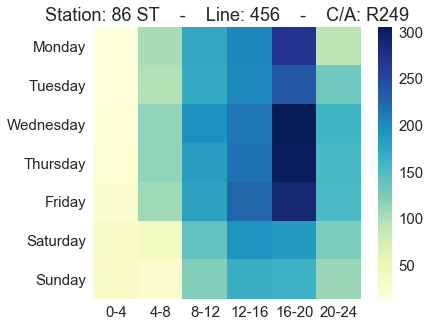 Station: 86 ST - Line: 456 - C/A: R249
Monday
Tuesday
Wednesday
Thursday
Friday
Saturday
Sunday
0-4 4-8 8-12 12-16 16-20 20-24
300
250
200
150
100
50